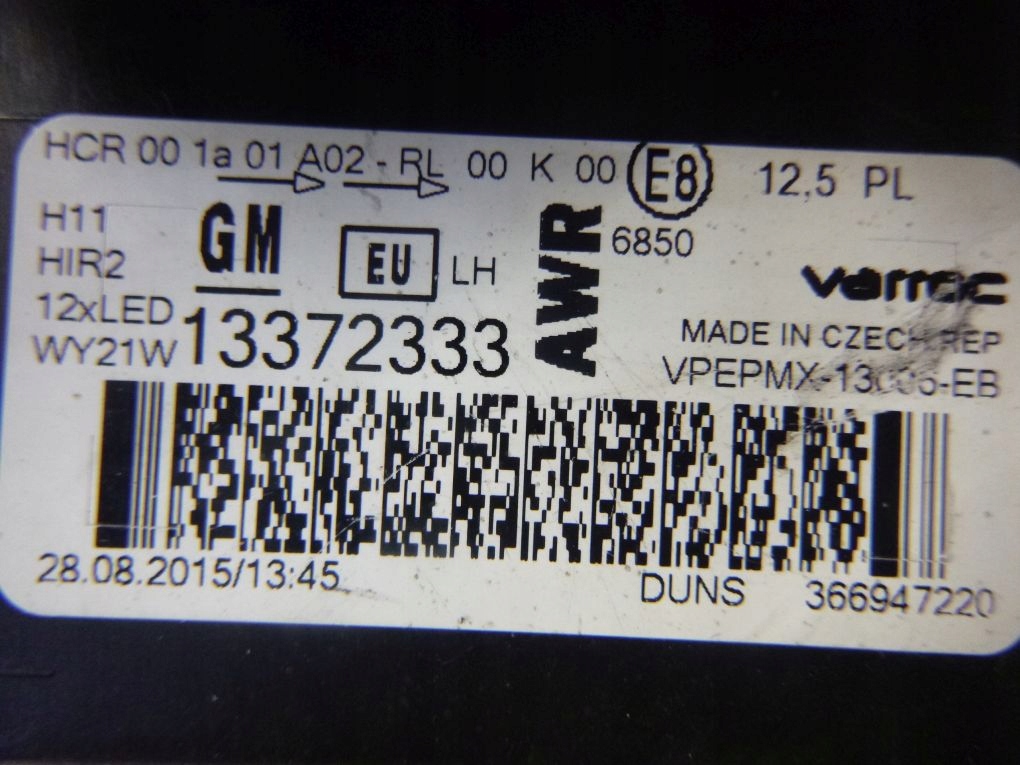 HCR 00 1a 01 A02 - RL 00 K 00 E8 12,5 PL
H11
HIR2
12xLED
WY21W
GM
EU LH
13372333
AWR
6850
varroc
MADE IN CZECH REP
28.08.2015/13:45
DUNS 366947220